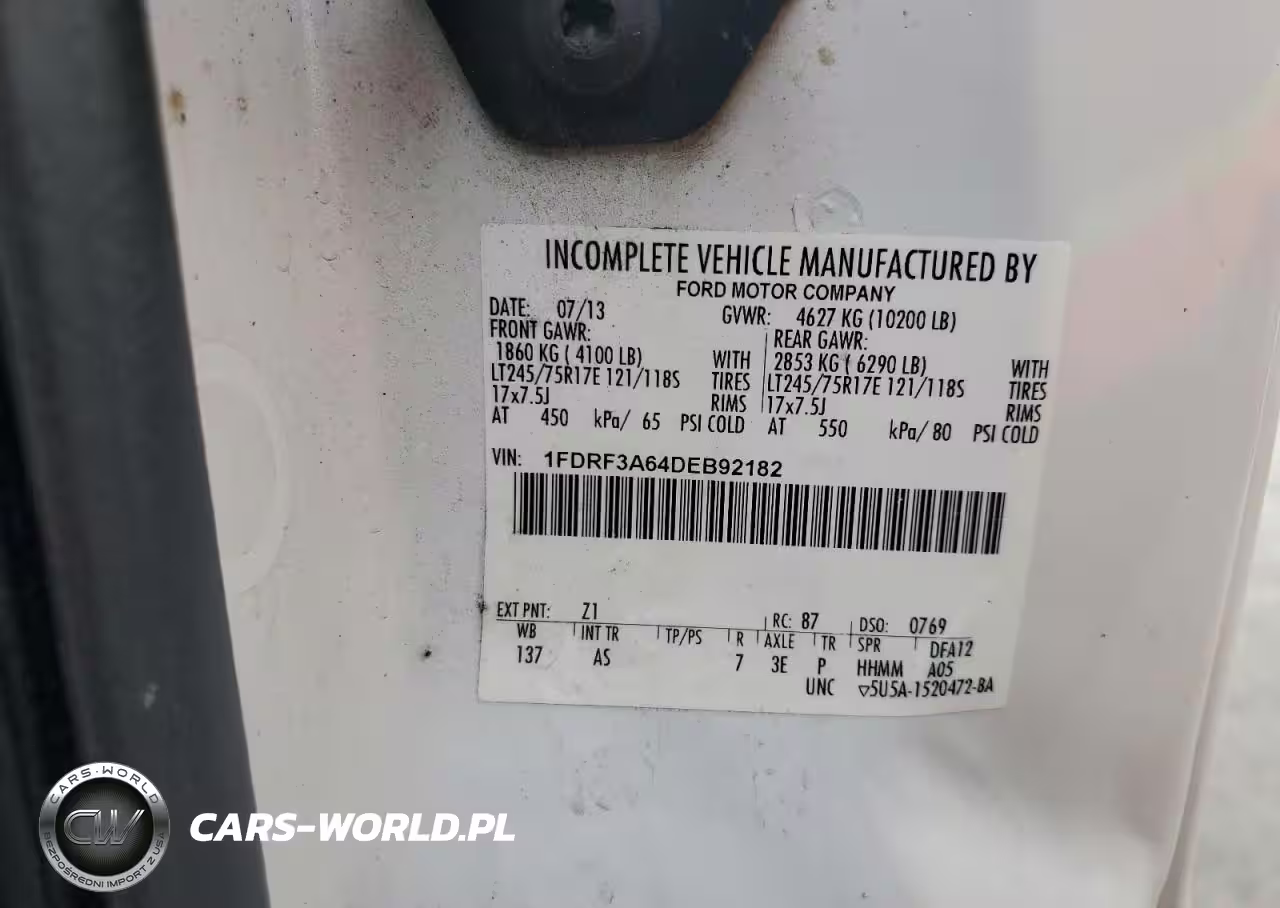 INCOMPLETE VEHICLE MANUFACTURED BY
FORD MOTOR COMPANY
DATE: 07/13 GVWR: 4627 KG (10200 LB)
FRONT GAWR: REAR GAWR:
1860 KG ( 4100 LB) WITH 2853 KG ( 6290 LB) WITH
LT245/75R17E 121/118S TIRES LT245/75R17E 121/118S TIRES
17x7.5J RIMS 17x7.5J RIMS
AT 450 kPa/ 65 PSI COLD AT 550 kPa/ 80 PSI COLD
VIN: 1FDRF3A64DEB92182
EXT PNT: Z1 RC: 87 DSO: 0769
WB INT TR TP/PS R AXLE TR SPR DFA12
137 AS 7 3E P HHMM A05
UNC ▽5U5A-1520472-BA
CARS-WORLD
CW
BEZPOŚREDNI IMPORT Z USA
CARS-WORLD.PL